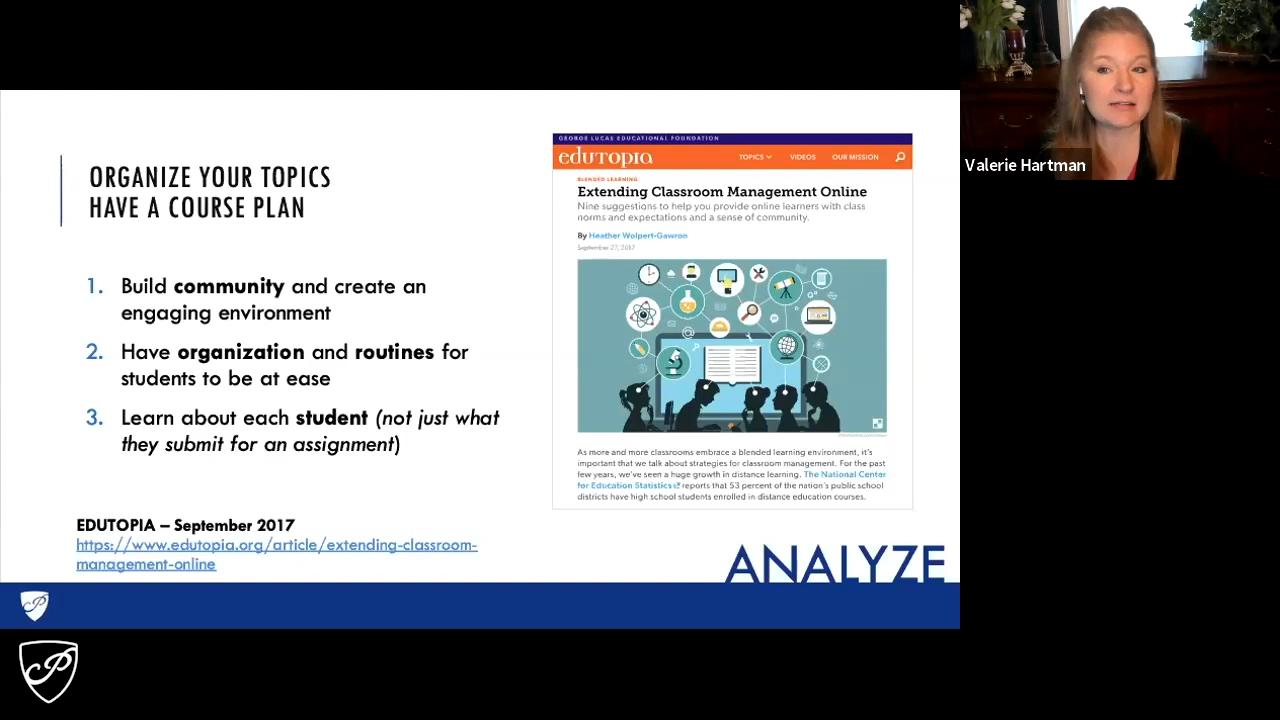 ORGANIZE YOUR TOPICS
HAVE A COURSE PLAN
1. Build community and create an
engaging environment
2. Have organization and routines for
students to be at ease
3. Learn about each student (not just what
they submit for an assignment)
EDUTOPIA – September 2017
https://www.edutopia.org/article/extending-classroom-
management-online
GEORGE LUCAS EDUCATIONAL FOUNDATION
edutopia
TOPICS VIDEOS OUR MISSION
BLENDED LEARNING
Extending Classroom Management Online
Nine suggestions to help you provide online learners with class
norms and expectations and a sense of community.
By Heather Wolpert-Gawron
September 27, 2017
As more and more classrooms embrace a blended learning environment, it's
important that we talk about strategies for classroom management. For the past
few years, we've seen a huge growth in distance learning. The National Center
for Education Statistics reports that 53 percent of the nation's public school
districts have high school students enrolled in distance education courses.
ANALYZE
Valerie Hartman